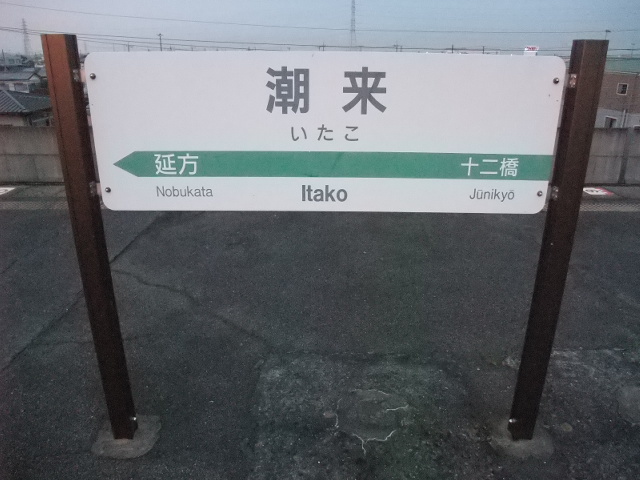 潮来
いたこ
延方 十二橋
Nobukata Itako Jūnikyō